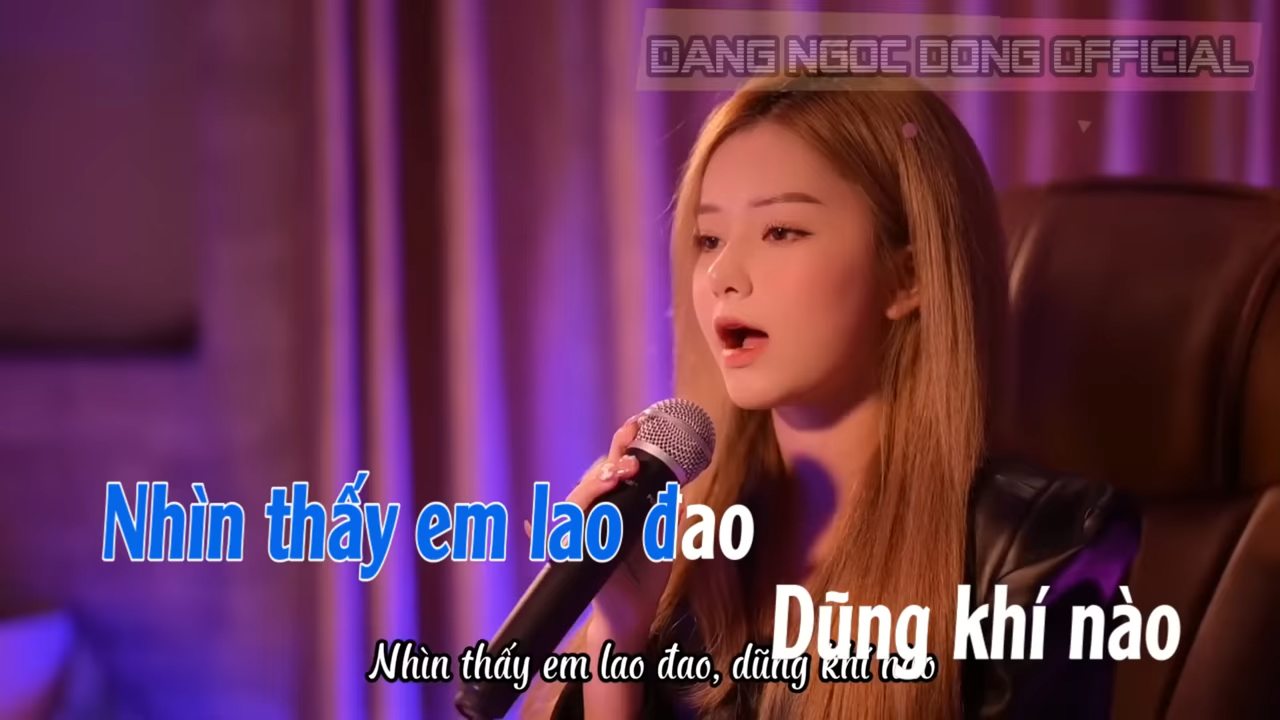 DANG NGOC DONG OFFICIAL
Nhìn thấy em lao đao
Dũng khí nào
Nhìn thấy em lao đao, dũng khí nào